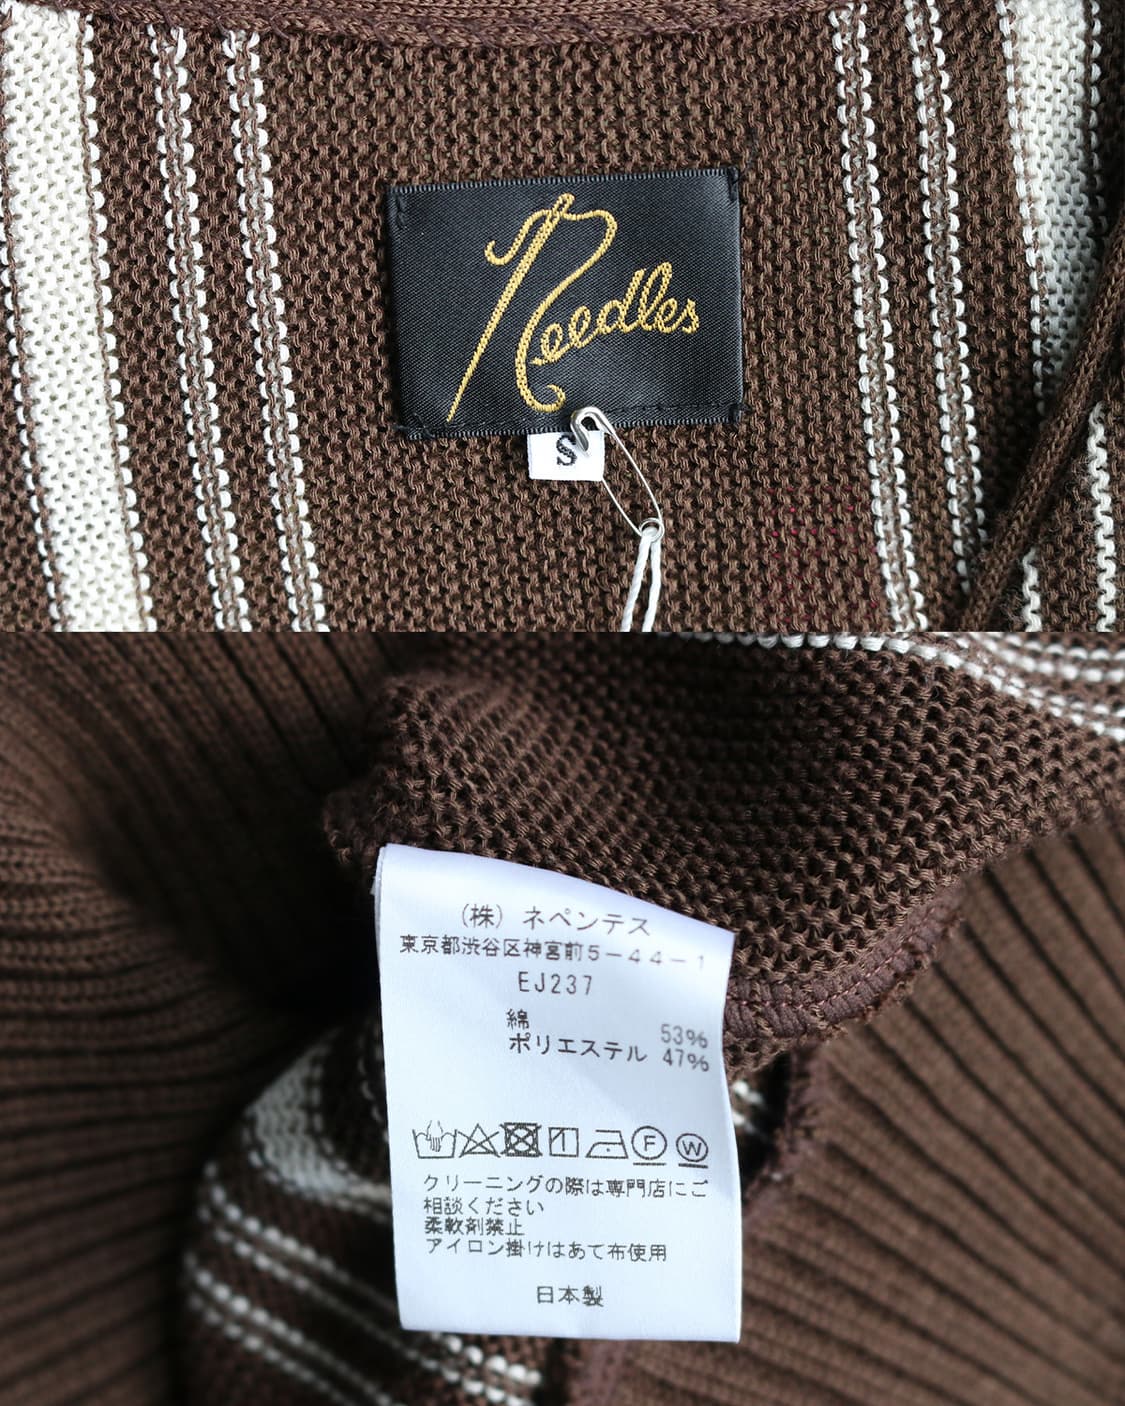 Needles
S
(株) ネペンテス
東京都渋谷区神宮前5-44-1
EJ237
綿 53%
ポリエステル 47%
F W
クリーニングの際は専門店にご
相談ください
柔軟剤禁止
アイロン掛けはあて布使用
日本製